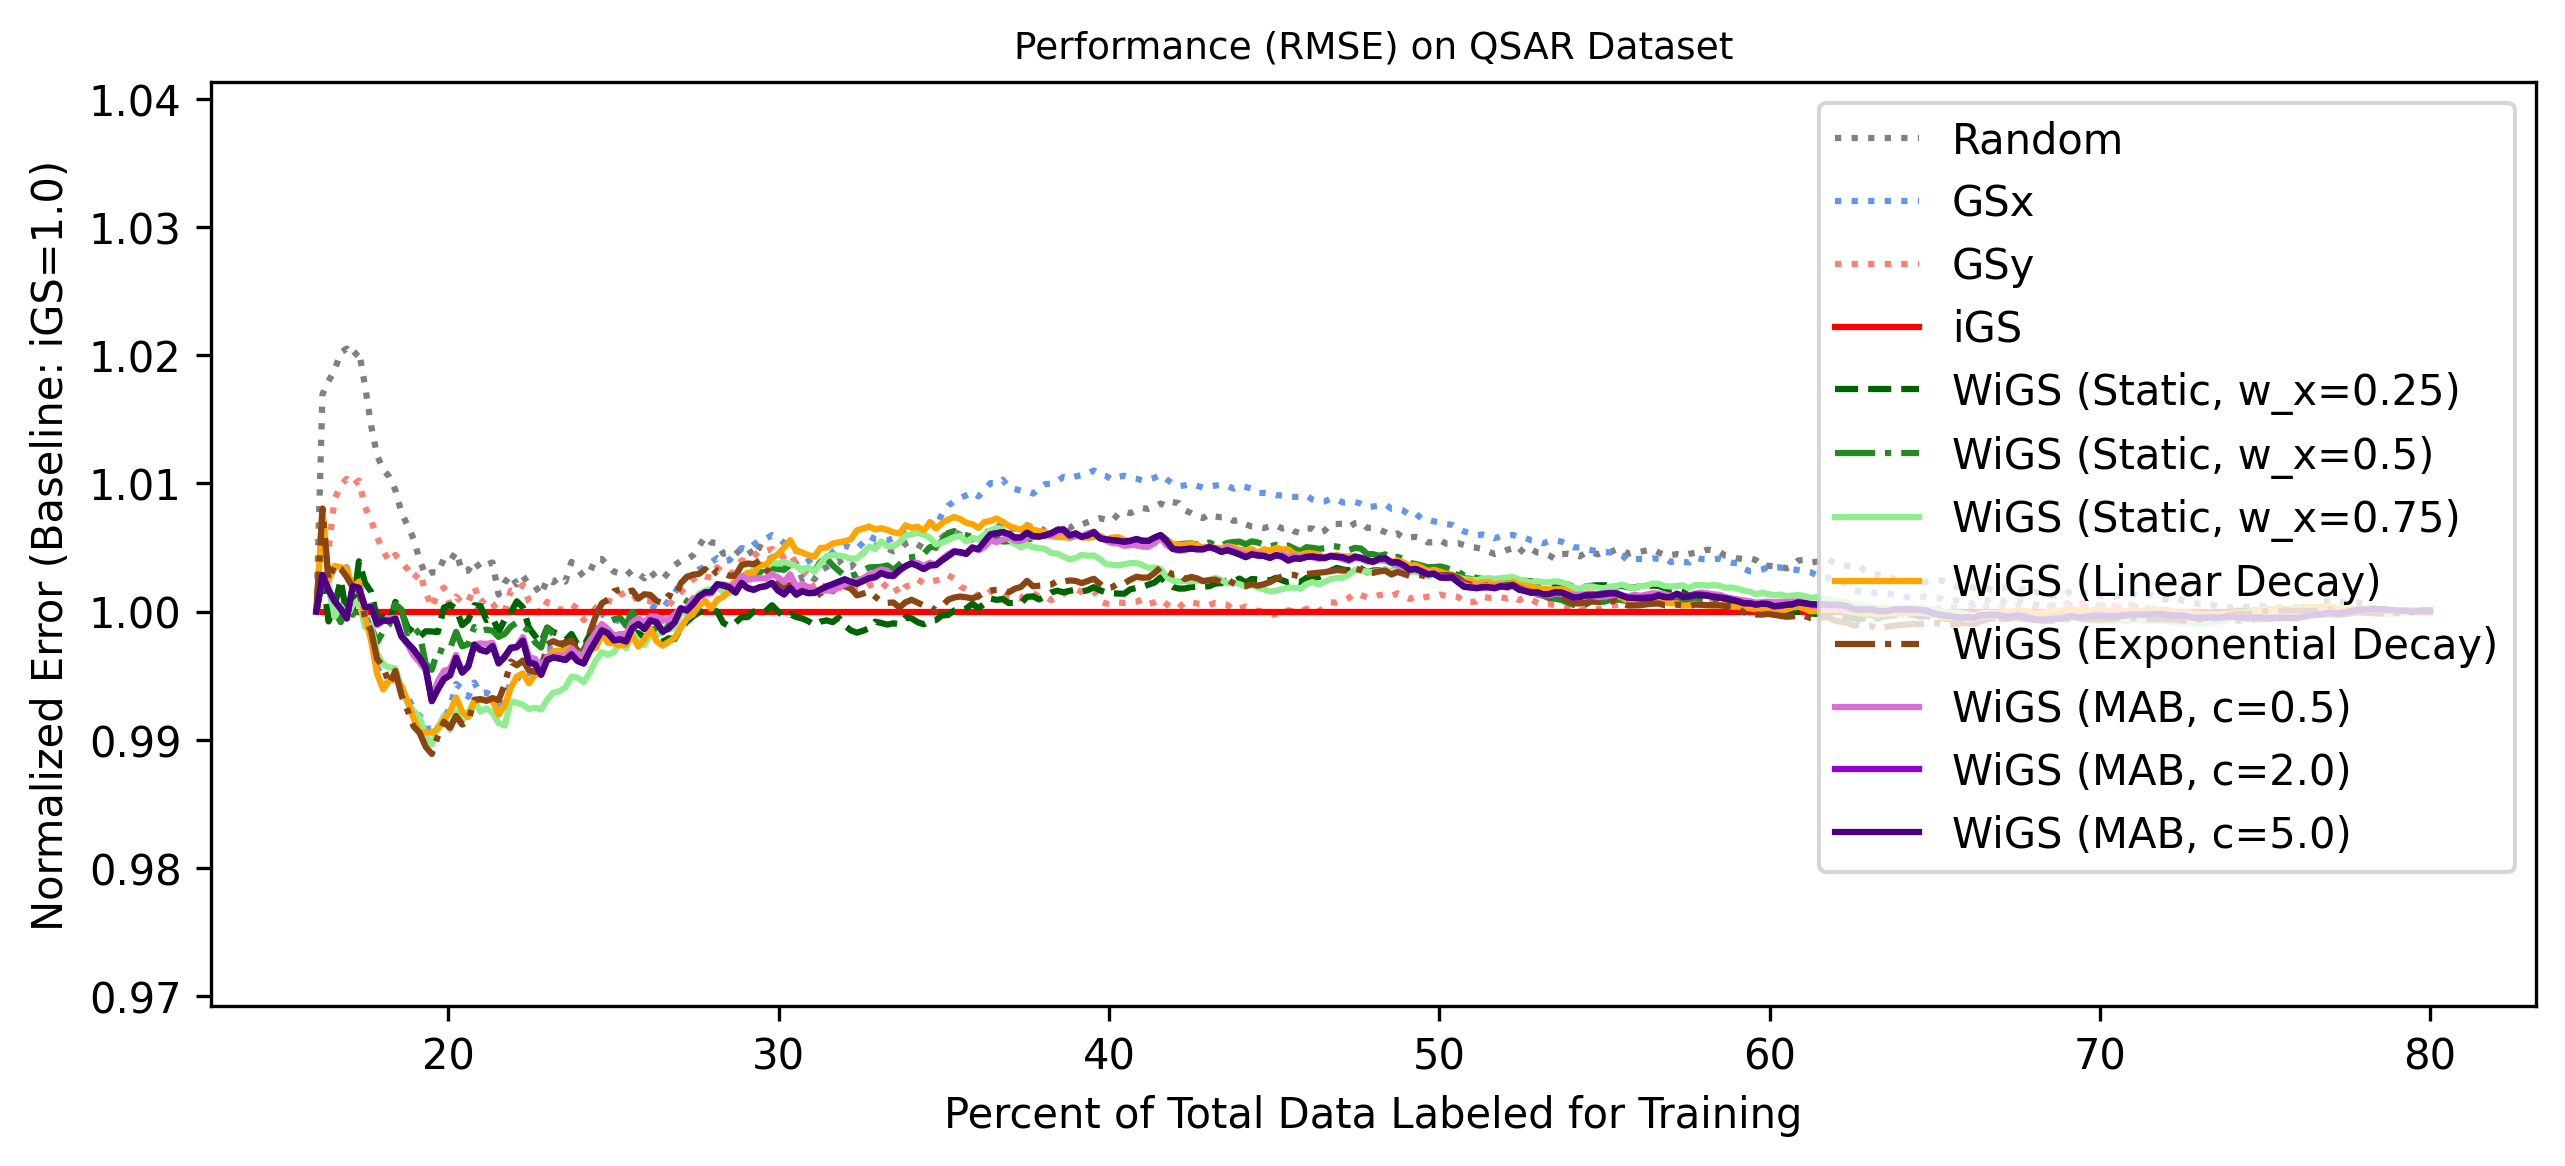 Performance (RMSE) on QSAR Dataset
Normalized Error (Baseline: iGS=1.0)
1.04
1.03
1.02
1.01
1.00
0.99
0.98
0.97
Random
GSx
GSy
iGS
WiGS (Static, w_x=0.25)
WiGS (Static, w_x=0.5)
WiGS (Static, w_x=0.75)
WiGS (Linear Decay)
WiGS (Exponential Decay)
WiGS (MAB, c=0.5)
WiGS (MAB, c=2.0)
WiGS (MAB, c=5.0)
20 30 40 50 60 70 80
Percent of Total Data Labeled for Training